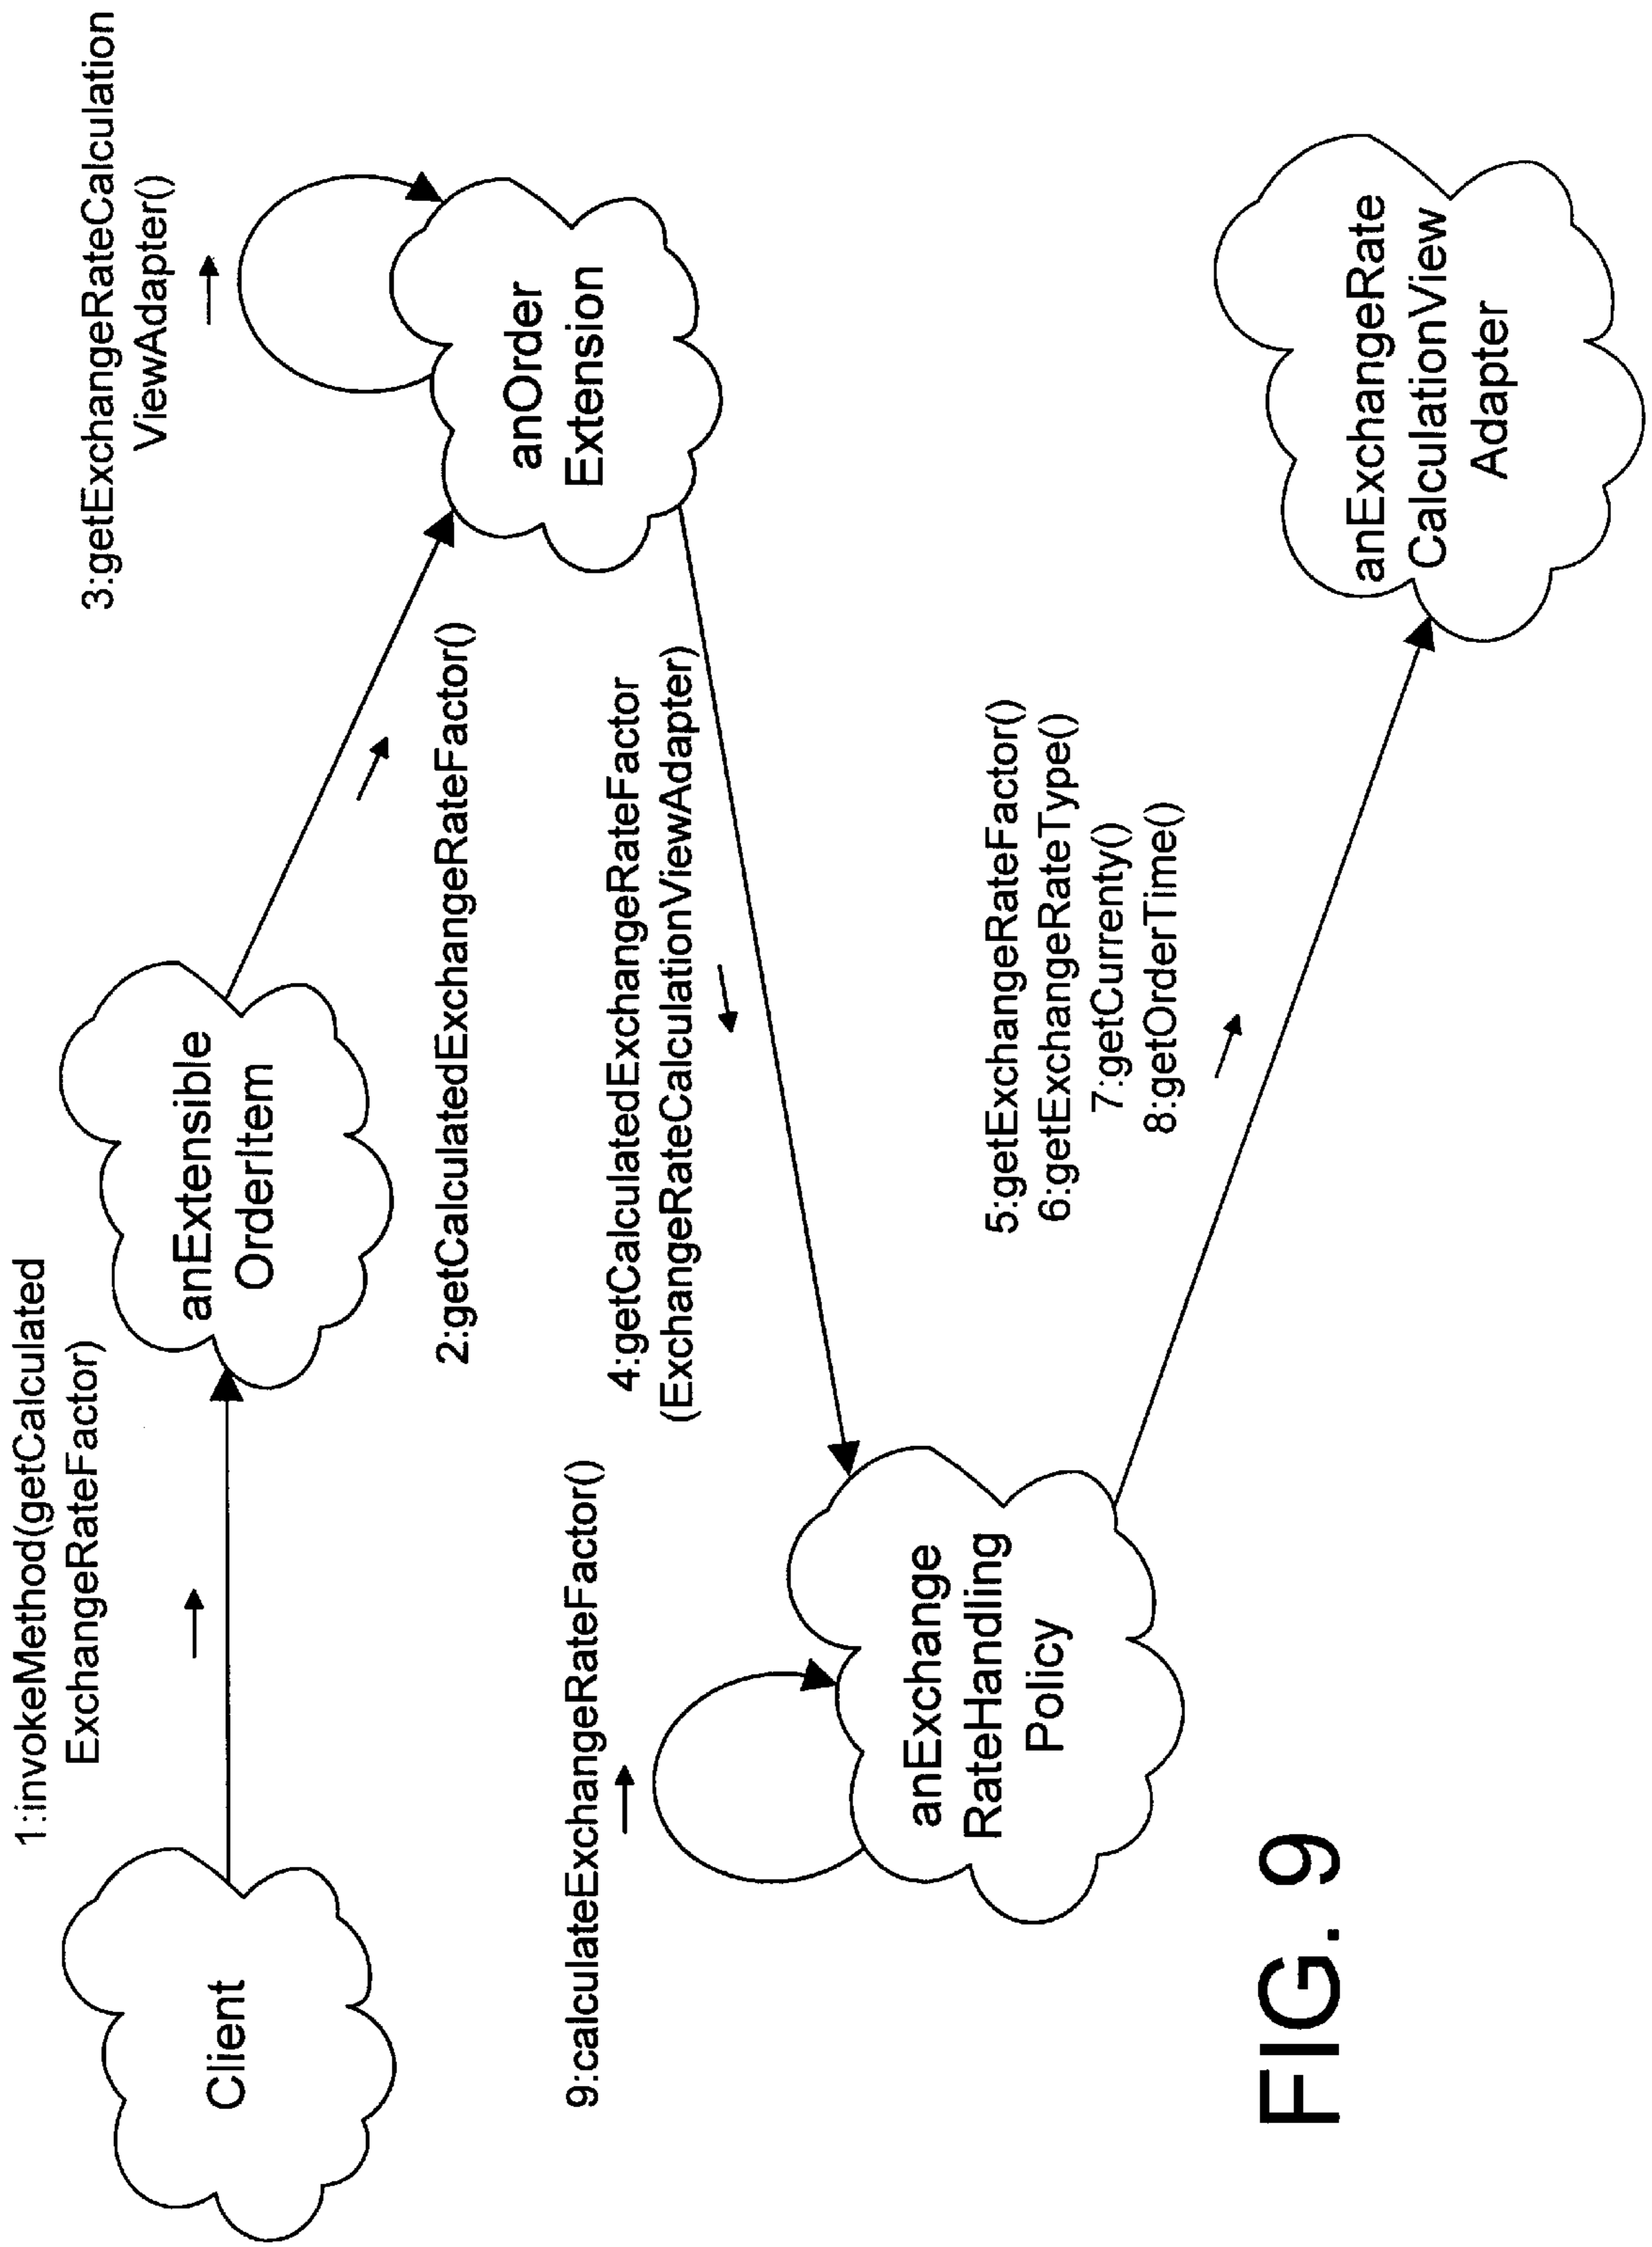 1:invokeMethod(getCalculated
ExchangeRateFactor)
Client
anExtensible
OrderItem
2:getCalculatedExchangeRateFactor()
3:getExchangeRateCalculation
ViewAdapter()
anOrder
Extension
4:getCalculatedExchangeRateFactor
(ExchangeRateCalculationViewAdapter)
9:calculateExchangeRateFactor()
anExchange
RateHandling
Policy
5:getExchangeRateFactor()
6:getExchangeRateType()
7:getCurrenty()
8:getOrderTime()
anExchangeRate
CalculationView
Adapter
FIG. 9